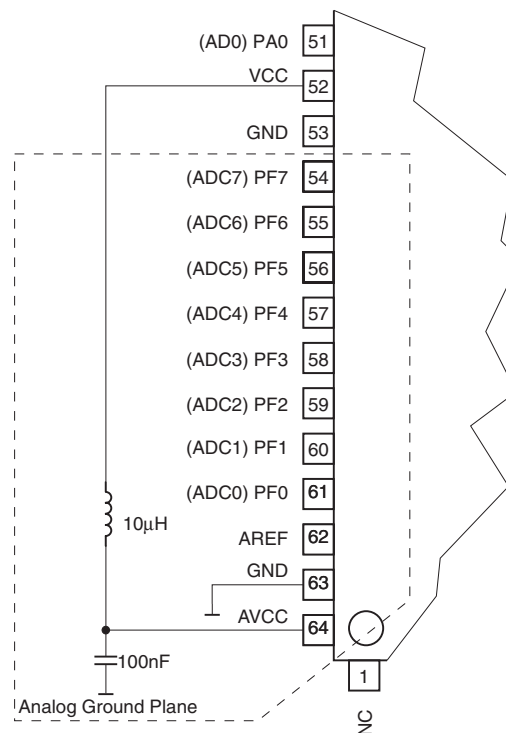 (AD0) PA0 51
VCC 52
GND 53
(ADC7) PF7 54
(ADC6) PF6 55
(ADC5) PF5 56
(ADC4) PF4 57
(ADC3) PF3 58
(ADC2) PF2 59
(ADC1) PF1 60
(ADC0) PF0 61
10μH
AREF 62
GND 63
AVCC 64
100nF
1
Analog Ground Plane
NC